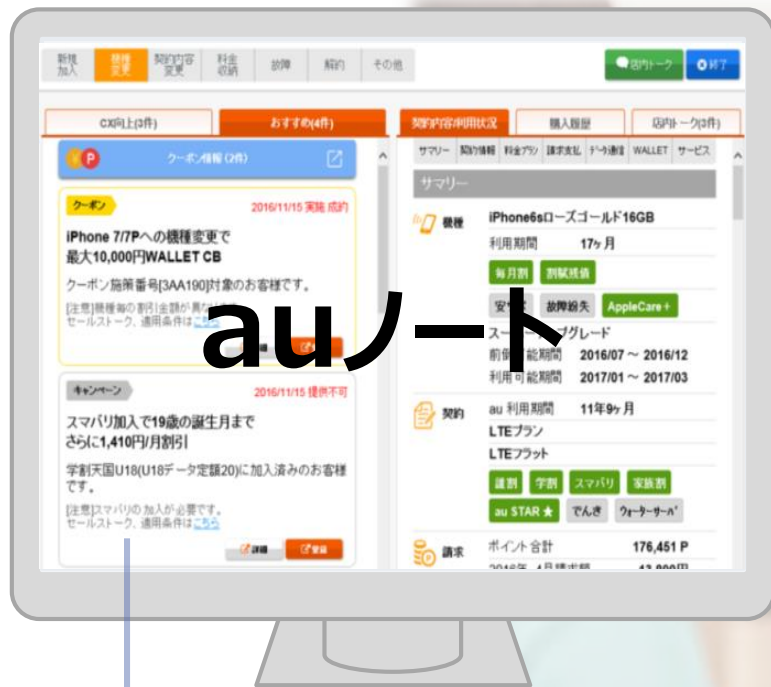 新規加入
機種変更
契約内容変更
料金収納
故障
解約
その他
店内トーク
終了
CX向上(3件)
おすすめ(4件)
契約内容/利用状況
購入履歴
店内トーク(3件)
クーポン情報 (2件)
サマリー 契約情報 料金プラン 請求支払 データ通信 WALLET サービス
クーポン
2016/11/15 実施 成約
iPhone 7/7Pへの機種変更で
最大10,000円WALLET CB
クーポン施策番号[3AA190]対象のお客様です。
[注意]機種毎の割引金額が異な
セールストーク、適用条件はこちら
キャンペーン
2016/11/15 提供不可
スマバリ加入で19歳の誕生月まで
さらに1,410円/月割引
学割天国U18(U18データ定額20)に加入済みのお客様
です。
[注意]スマバリの加入が必要です。
セールストーク、適用条件はこちら
詳細 登録
サマリー
機種 iPhone6sローズゴールド16GB
利用期間 17ヶ月
毎月割 割賦残債
故障紛失 AppleCare+
利用可能期間 2016/07 ～ 2016/12
利用可能期間 2017/01 ～ 2017/03
契約 au 利用期間 11年9ヶ月
LTEプラン
LTEフラット
誰割 学割 スマバリ 家族割
au STAR★ でんき ウォーターサーバ
請求 ポイント合計 176,451 P
auノート